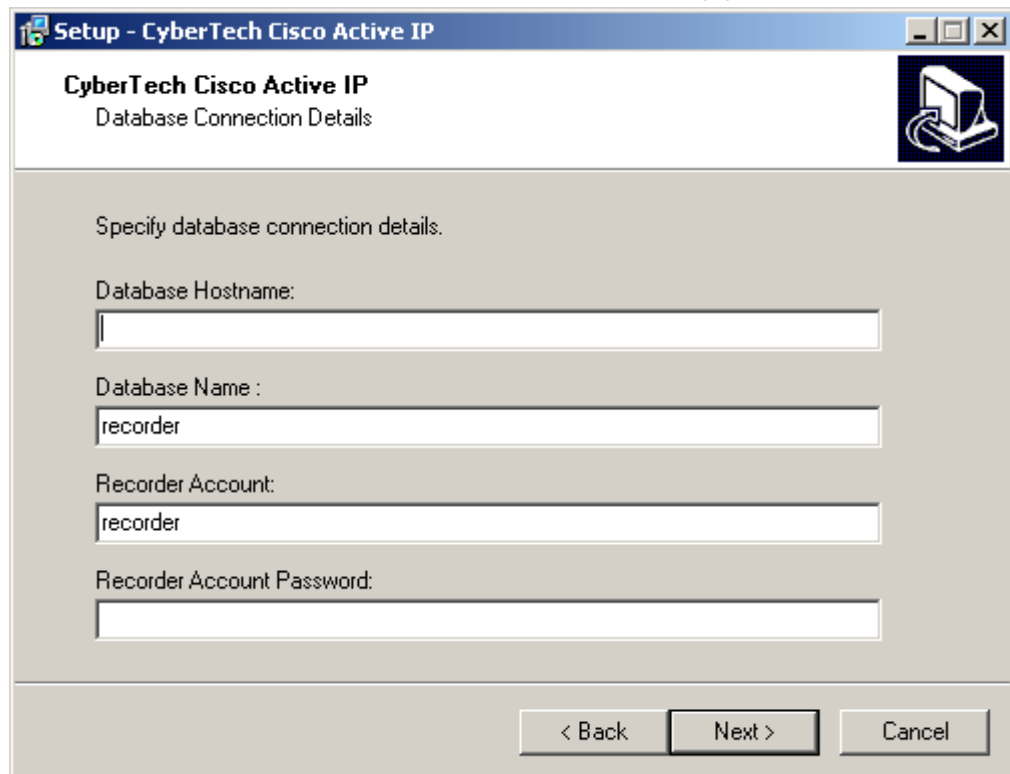 Setup - CyberTech Cisco Active IP
CyberTech Cisco Active IP
Database Connection Details
Specify database connection details.
Database Hostname:
Database Name :
recorder
Recorder Account:
recorder
Recorder Account Password:
< Back Next > Cancel